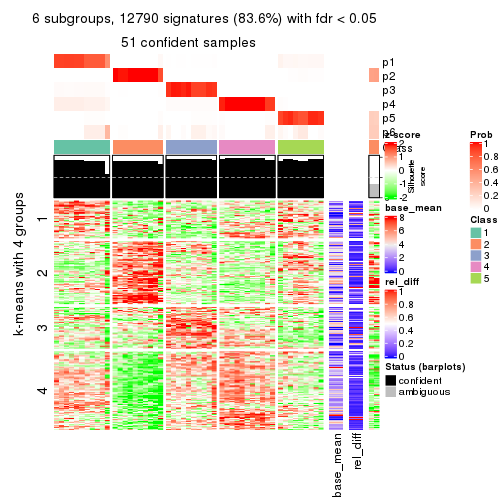 6 subgroups, 12790 signatures (83.6%) with fdr < 0.05
51 confident samples
p1
p2
p3
p4
p5
p6
Class
z-score
2
1
0
-1
-2
Silhouette
score
Prob
1
0.8
0.6
0.4
0.2
0
Class
1
2
3
4
5
base_mean
8
6
4
2
0
rel_diff
1
0.8
0.6
0.4
0.2
0
Status (barplots)
confident
ambiguous
k-means with 4 groups
1
2
3
4
base_mean
rel_diff